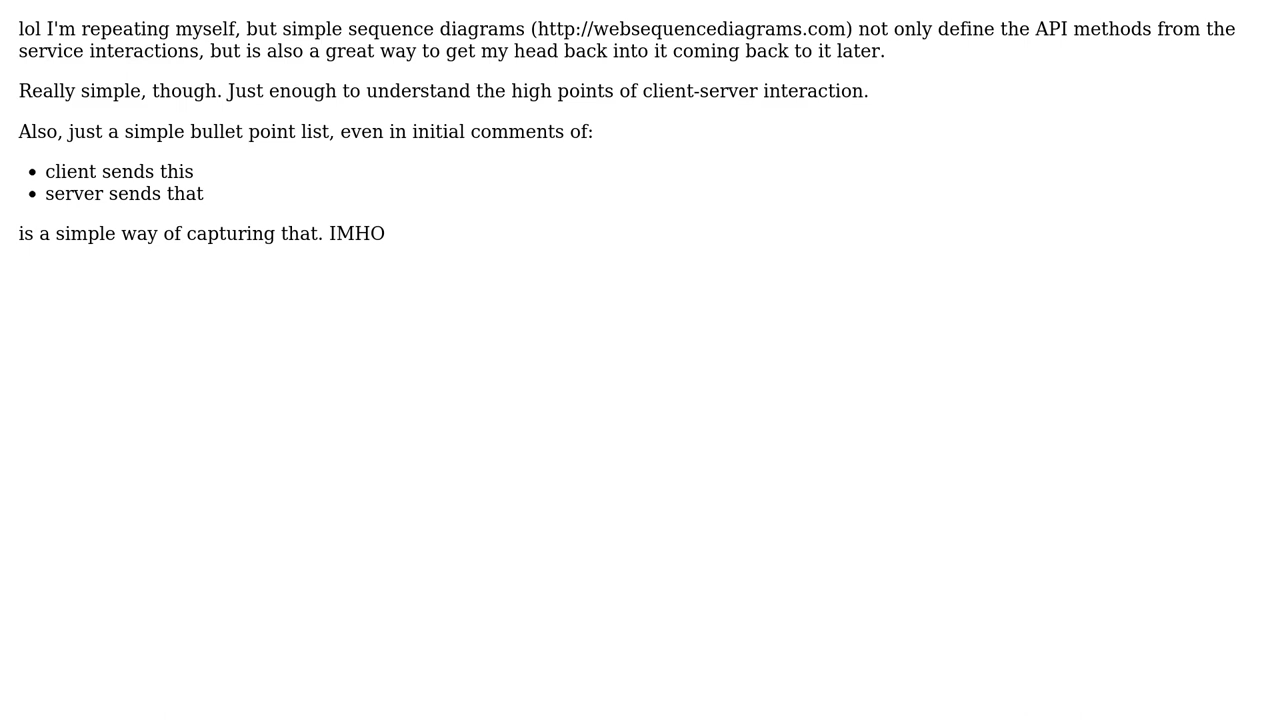 lol I'm repeating myself, but simple sequence diagrams (http://websequencediagrams.com) not only define the API methods from the
service interactions, but is also a great way to get my head back into it coming back to it later.
Really simple, though. Just enough to understand the high points of client-server interaction.
Also, just a simple bullet point list, even in initial comments of:
• client sends this
• server sends that
is a simple way of capturing that. IMHO